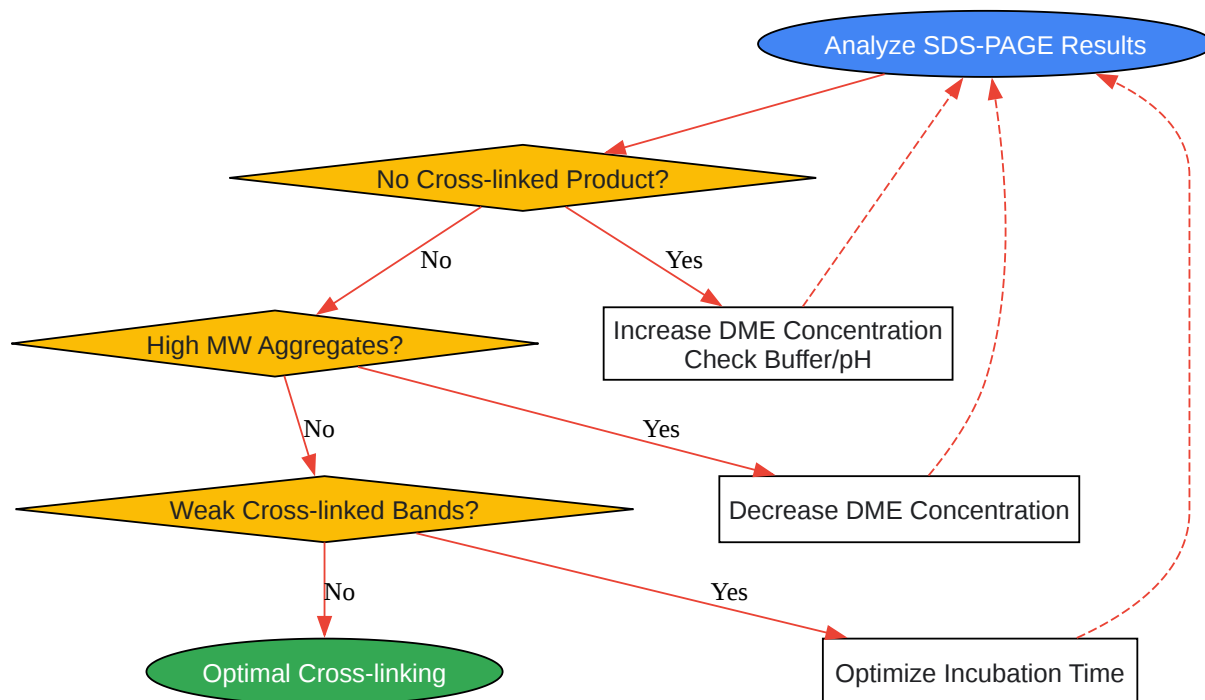 Analyze SDS-PAGE Results
No Cross-linked Product?
No
Yes
Increase DME Concentration
Check Buffer/pH
High MW Aggregates?
No
Yes
Weak Cross-linked Bands?
Decrease DME Concentration
No
Yes
Optimal Cross-linking
Optimize Incubation Time